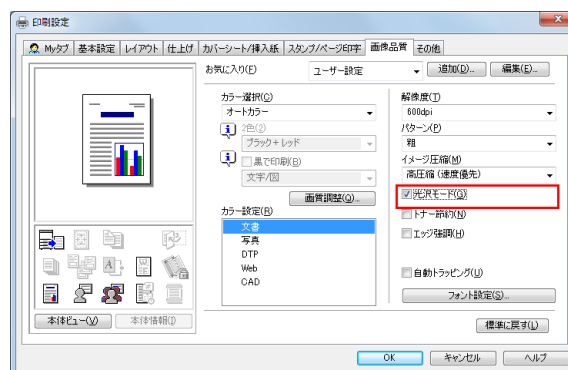 印刷設定
Myタブ 基本設定 レイアウト 仕上げ カバーシート/挿入紙 スタンプ/ページ印字 画像品質 その他
お気に入り(F) ユーザー設定 追加(D)... 編集(E)...
カラー選択(C)
オートカラー
2色(2)
ブラック+レッド
黒で印刷(B)
文字/図
画質調整(Q)...
カラー設定(R)
文書
写真
DTP
Web
CAD
解像度(T)
600dpi
パターン(P)
粗
イメージ圧縮(M)
高圧縮 (速度優先)
光沢モード(G)
トナー節約(N)
エッジ強調(H)
自動トラッピング(U)
フォント設定(S)...
本体ビュー(V) 本体情報(I)
標準に戻す(L)
OK キャンセル ヘルプ